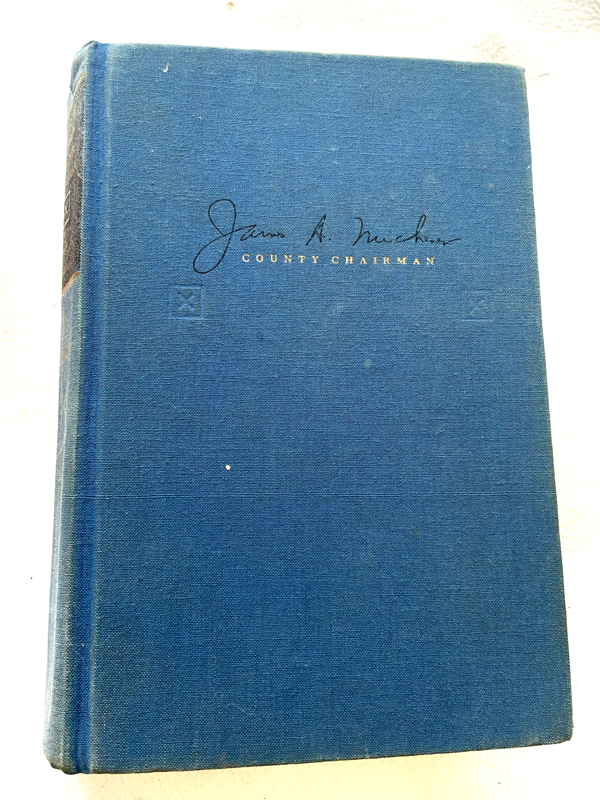 James A. Michener
COUNTY CHAIRMAN